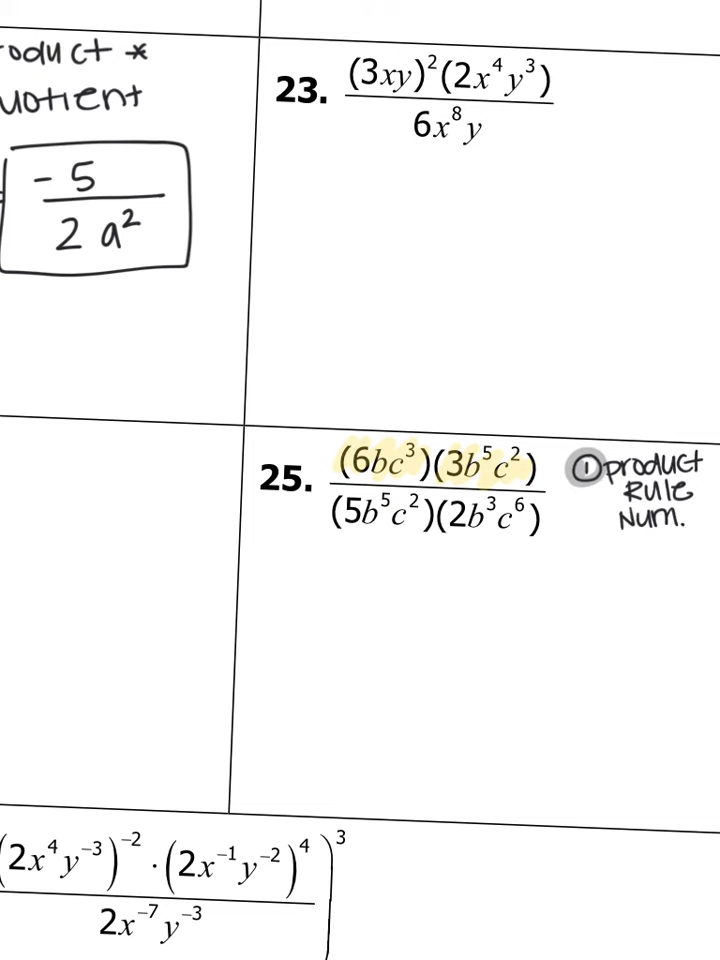 oduct *
uotient
-5
2 a²
23. (3xy)²(2x⁴y³)
6x⁸y
25. (6bc³)(3b⁵c²)
(5b⁵c²)(2b³c⁶)
① product
Rule
Num.
(2x⁴y⁻³)⁻² · (2x⁻¹y⁻²)⁴)³
2x⁻⁷y⁻³